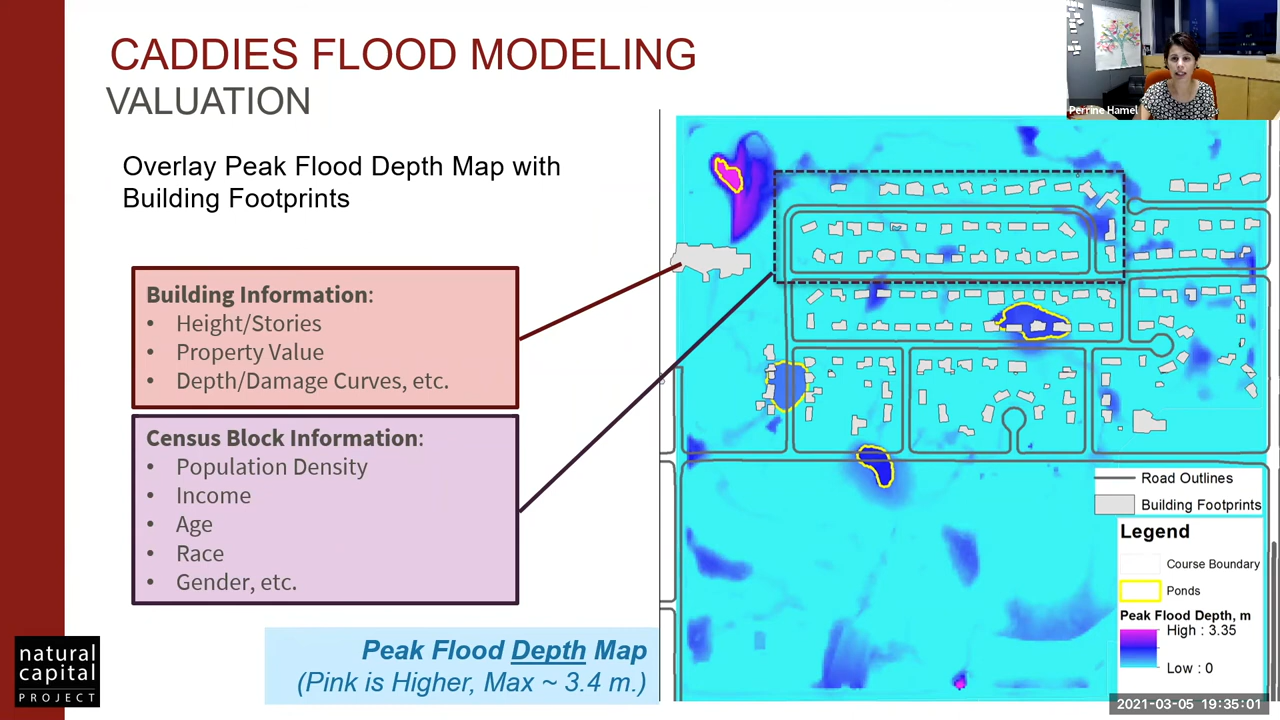 CADDIES FLOOD MODELING
VALUATION
Perrine Hamel
Overlay Peak Flood Depth Map with
Building Footprints
Building Information:
• Height/Stories
• Property Value
• Depth/Damage Curves, etc.
Census Block Information:
• Population Density
• Income
• Age
• Race
• Gender, etc.
Peak Flood Depth Map
(Pink is Higher, Max ~ 3.4 m.)
Road Outlines
Building Footprints
Legend
Course Boundary
Ponds
Peak Flood Depth, m
High : 3.35
Low : 0
natural
capital
PROJECT
2021-03-05 19:35:01